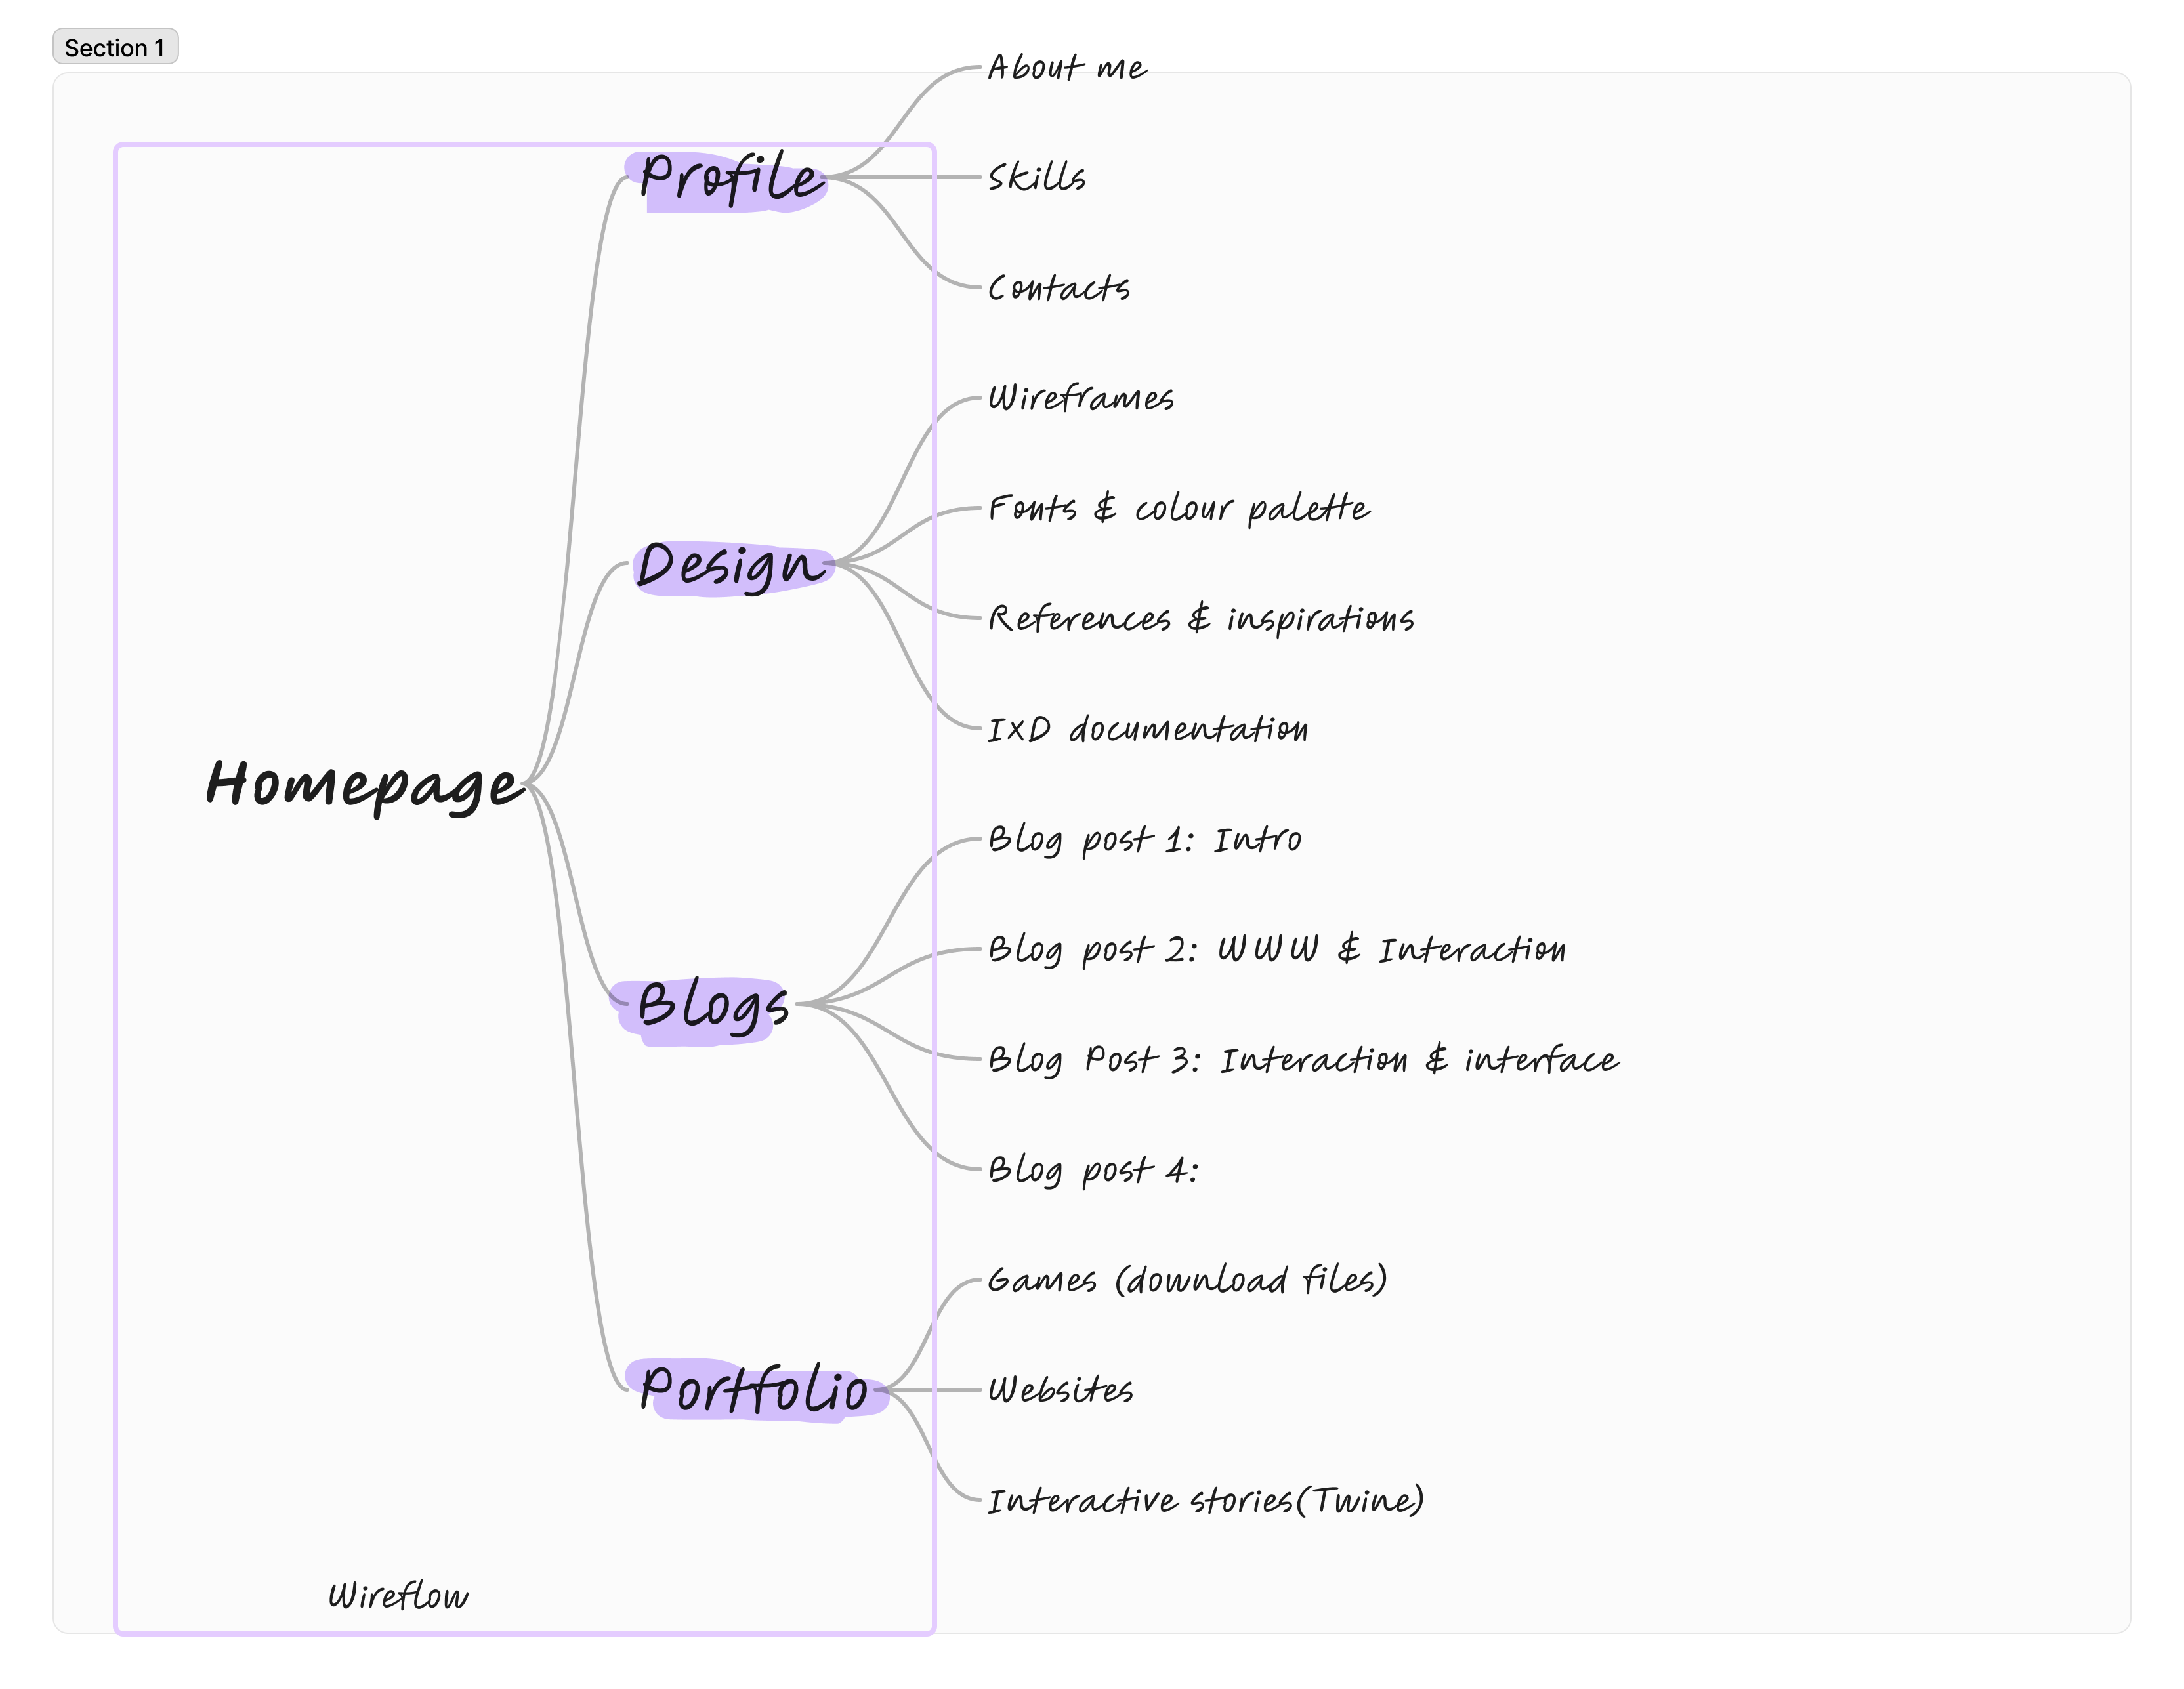 Section 1
About me
Profile
Skills
Contacts
Wireframes
Fonts & colour palette
Design
References & inspirations
IxD documentation
Homepage
Blog post 1: Intro
Blog post 2: WWW & Interaction
Blogs
Blog Post 3: Interaction & interface
Blog post 4:
Games (download files)
Portfolio
Websites
Interactive stories(Twine)
Wireflow